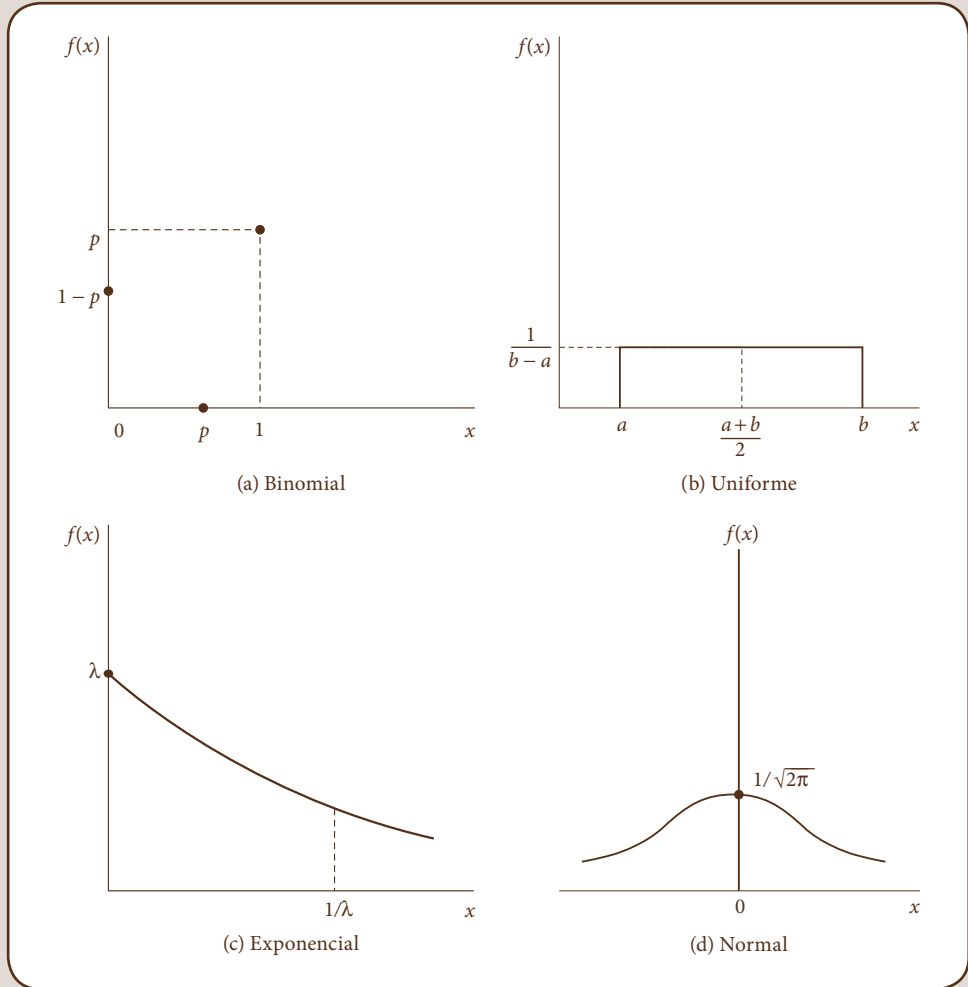 f(x)
p
1 − p
0
p
1
x
(a) Binomial
f(x)
1
b − a
a
a + b
2
b
x
(b) Uniforme
f(x)
λ
1/λ
x
(c) Exponencial
f(x)
1/√2π
0
x
(d) Normal